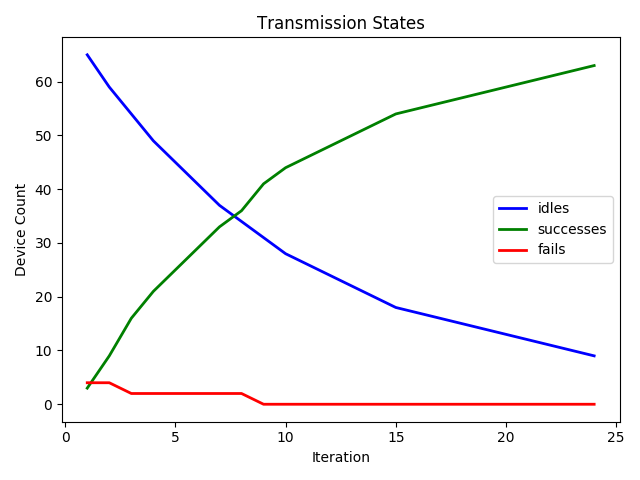 Transmission States
Device Count
60
50
40
30
20
10
0
idles
successes
fails
0 5 10 15 20 25
Iteration